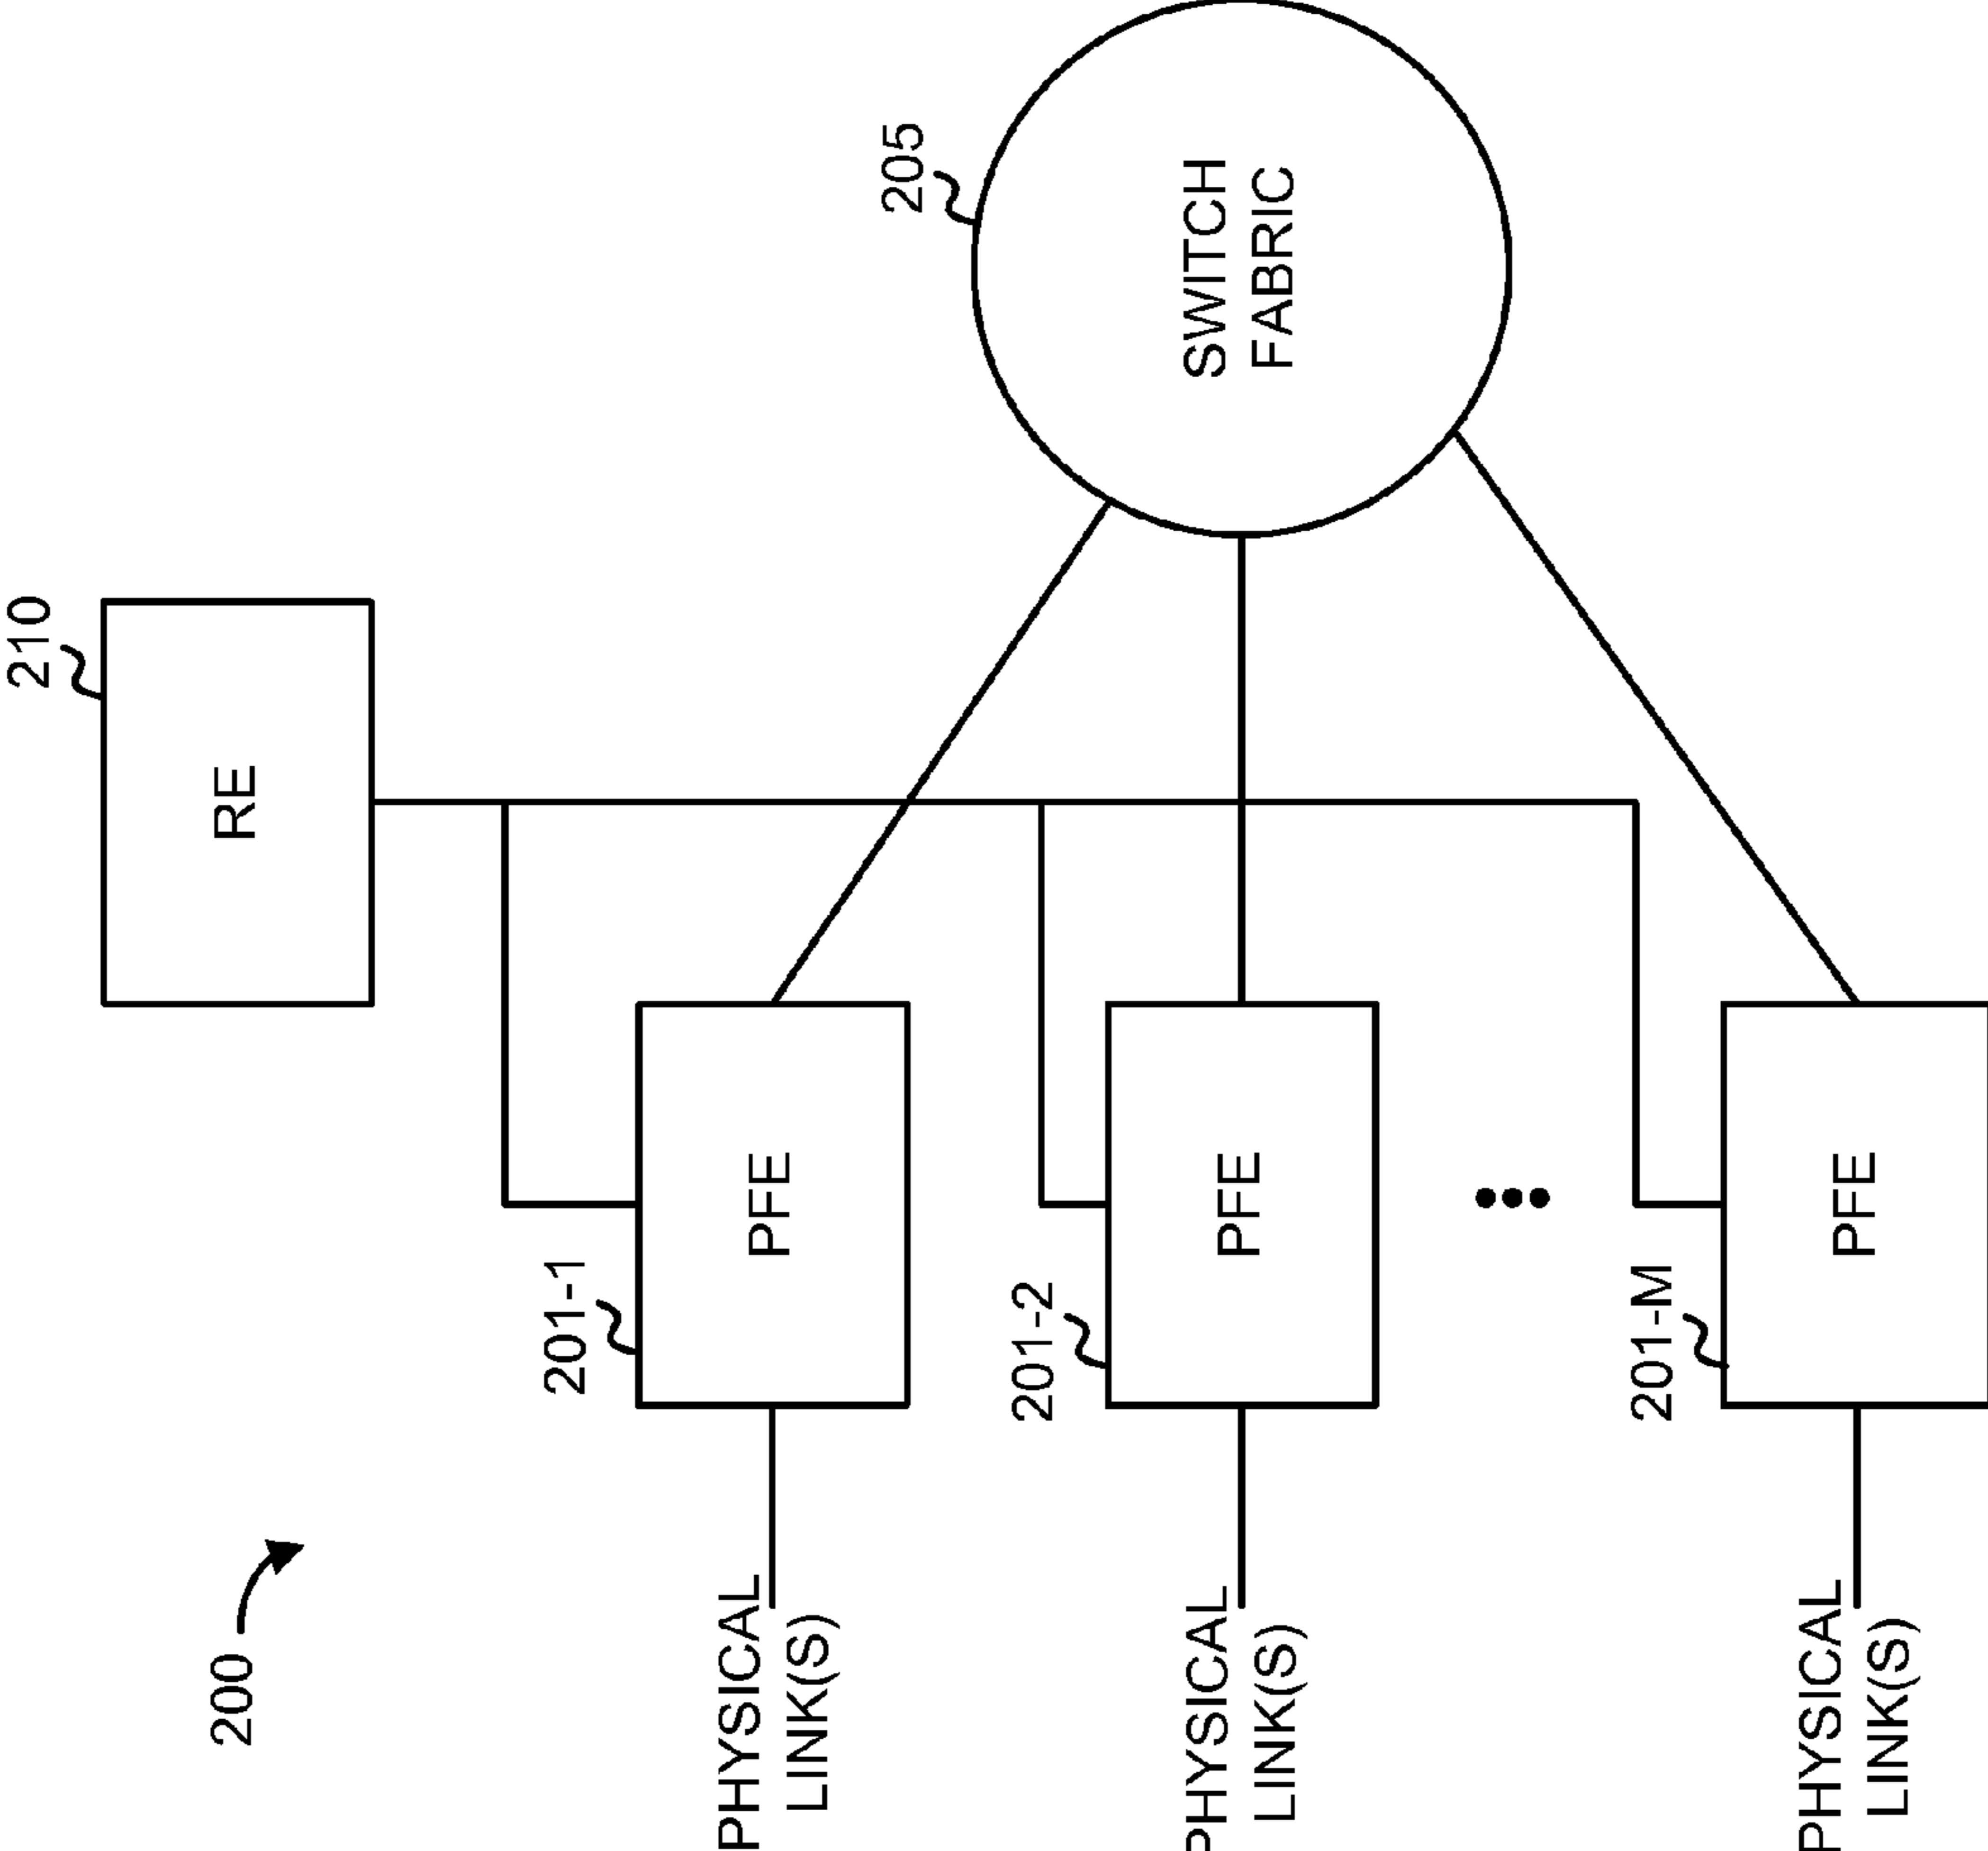 200
210
RE
205
SWITCH
FABRIC
201-1
PFE
PHYSICAL
LINK(S)
201-2
PFE
PHYSICAL
LINK(S)
201-M
PFE
PHYSICAL
LINK(S)